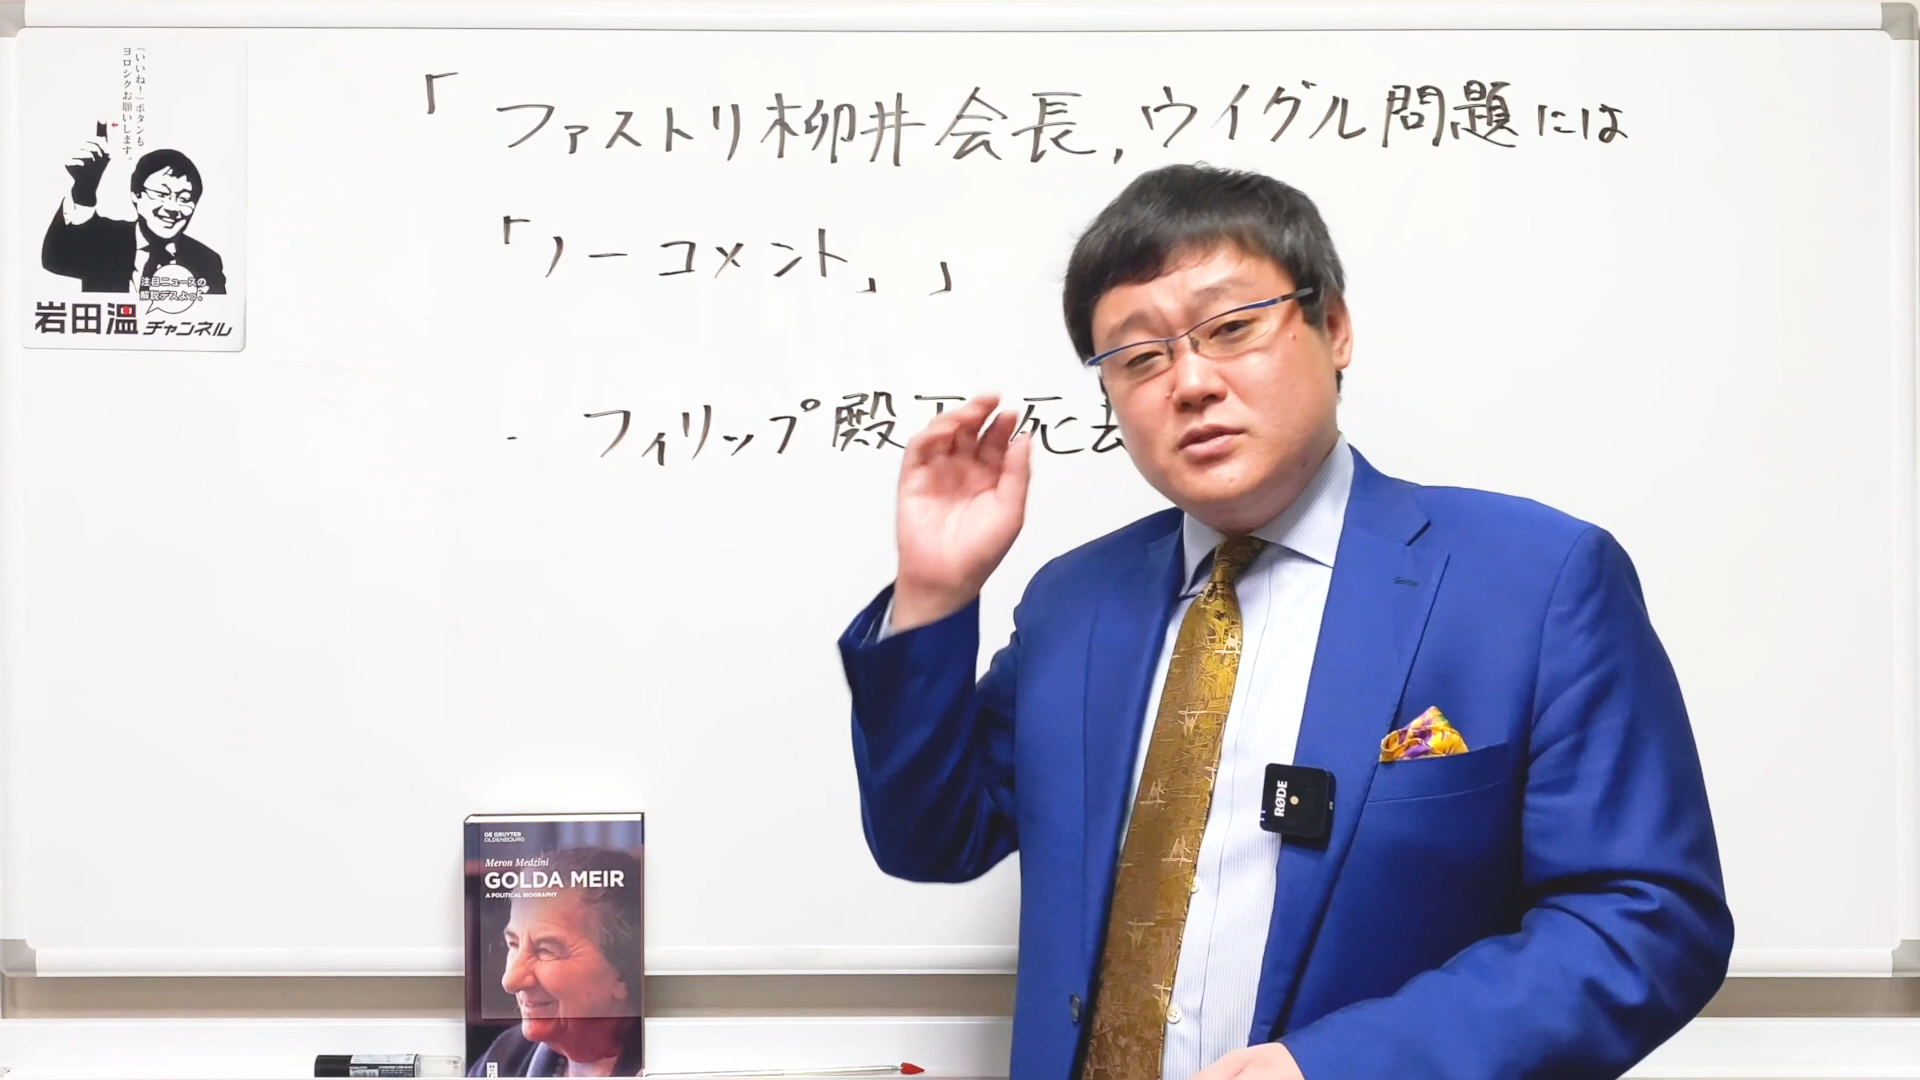 「いいね！」ボタンも
ヨロシクお願いします。
注目ニュースの
解説デスよっ。
岩田温チャンネル
「ファストリ柳井会長,ウイグル問題には
「ノーコメント」」
・フィリップ殿下死去
DE GRUYTER
OLDENBOURG
Meron Medzini
GOLDA MEIR
A POLITICAL BIOGRAPHY
RØDE